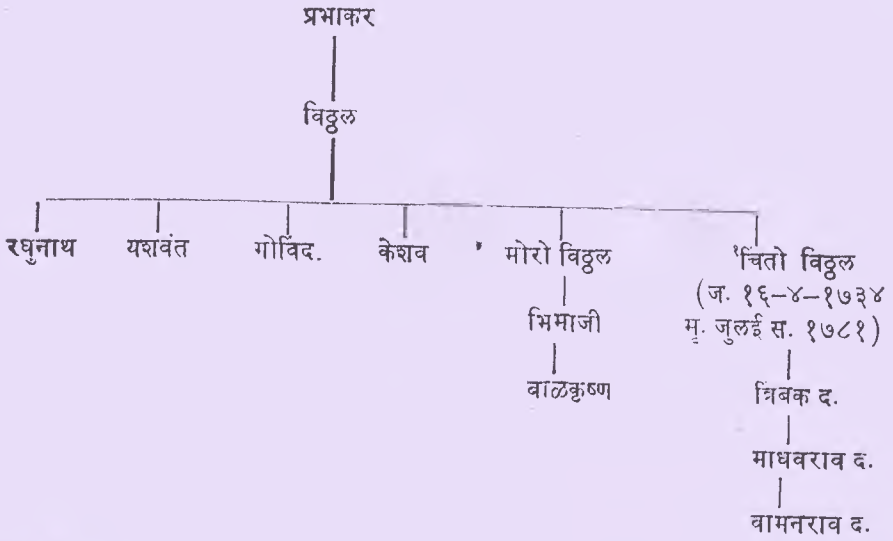 प्रभाकर
विठ्ठल
रघुनाथ यशवंत गोविंद. केशव मोरो विठ्ठल 'चिंतो विठ्ठल
(ज. १६-४-१७३४
भिमाजी मृ. जुलई स. १७८१)
वाळकृष्ण त्रिंबक द.
माधवराव द.
वामनराव द.